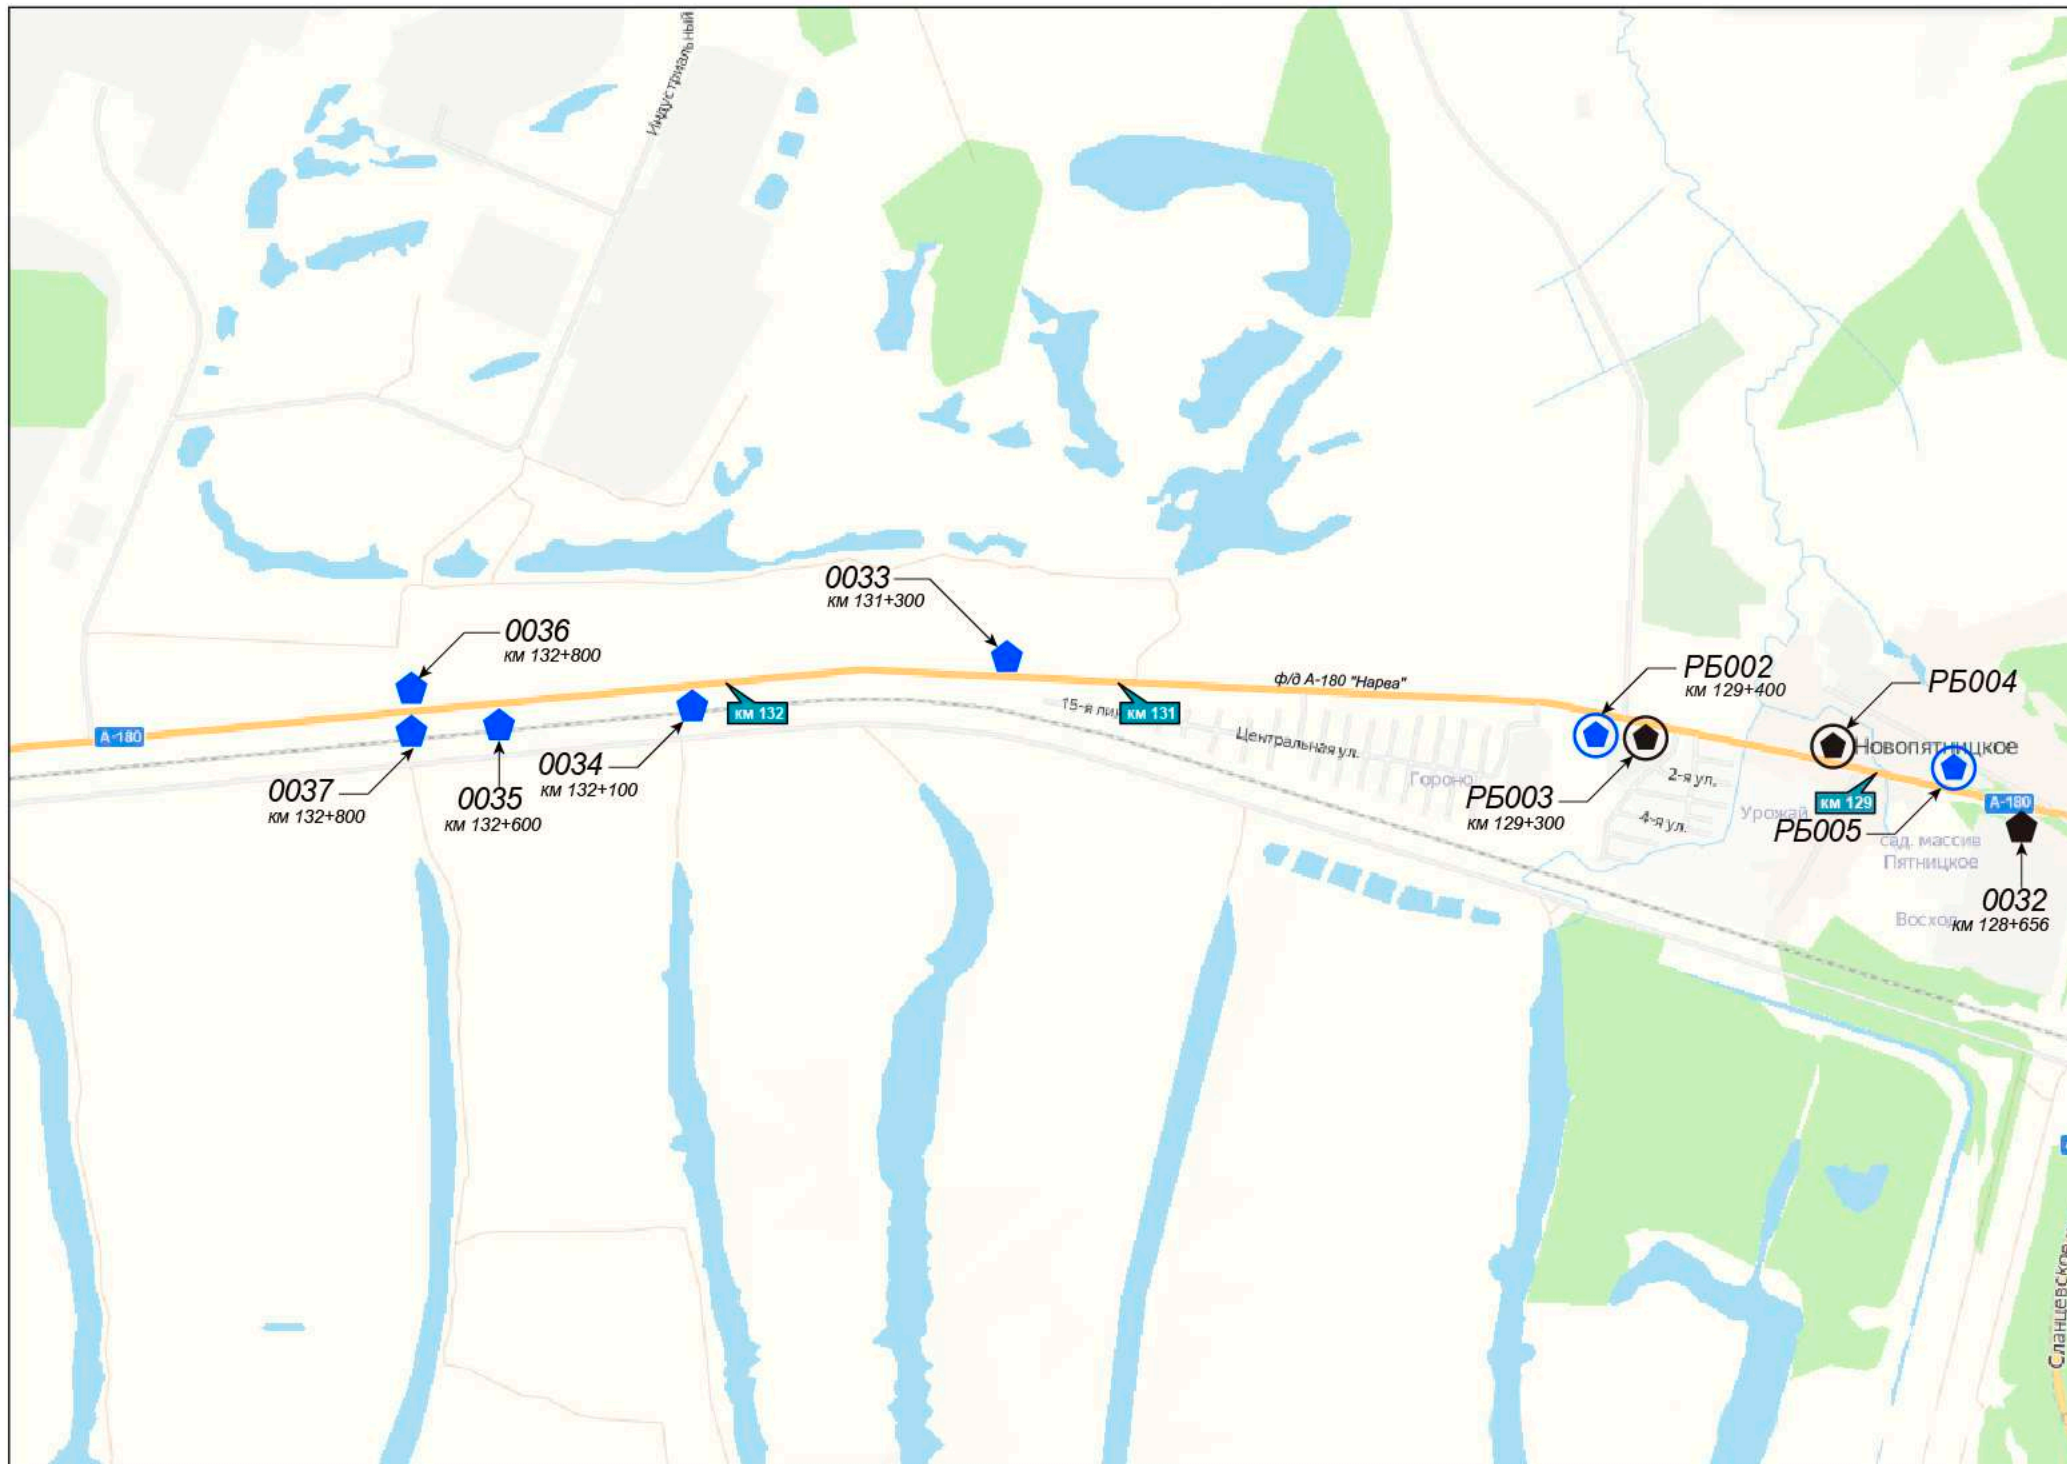 Индустриальный
0033
км 131+300
0036
км 132+800
РБ002
км 129+400
РБ004
ф/д А-180 "Нарва"
км 132
15-я
км 131
А-180
Центральная ул.
Новопятницкое
0034
км 132+100
0037
км 132+800
0035
км 132+600
Гороно
РБ003
км 129+300
2-я ул.
4-я ул.
Урожай
км 129
РБ005
А-180
сад. массив
Пятницкое
0032
км 128+656
Восход
Сланцевское